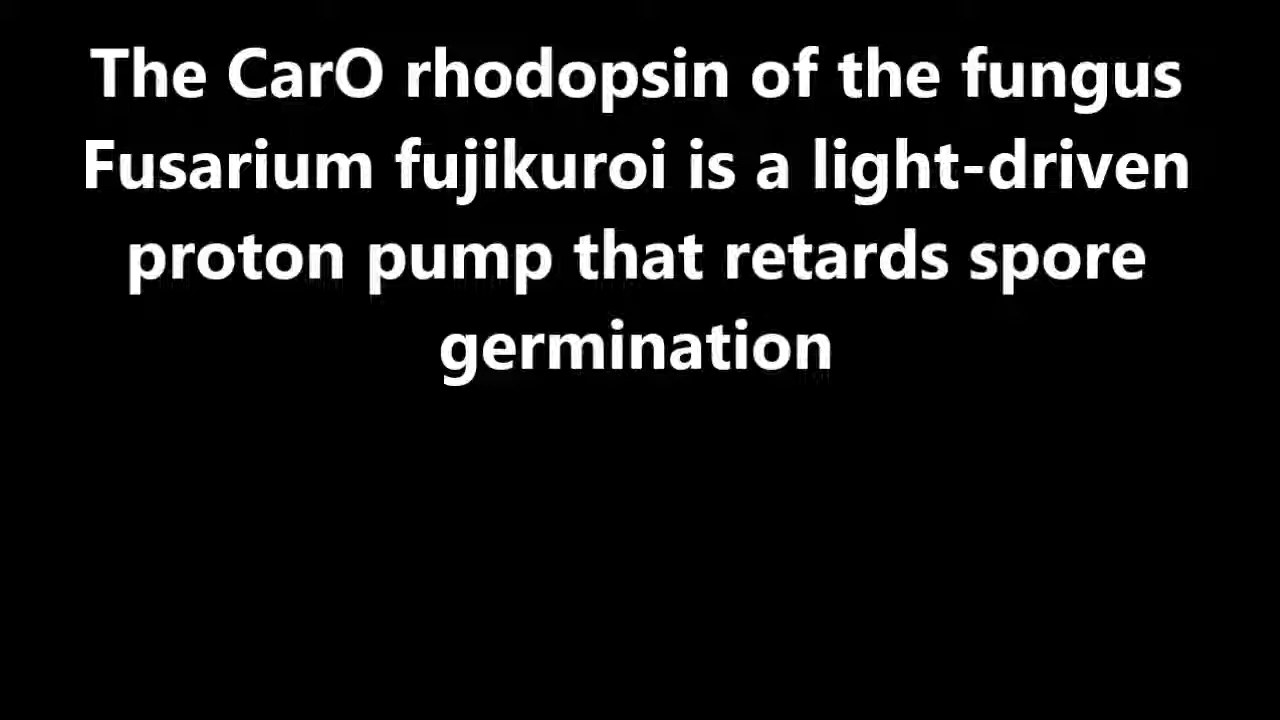 The CarO rhodopsin of the fungus
Fusarium fujikuroi is a light-driven
proton pump that retards spore
germination